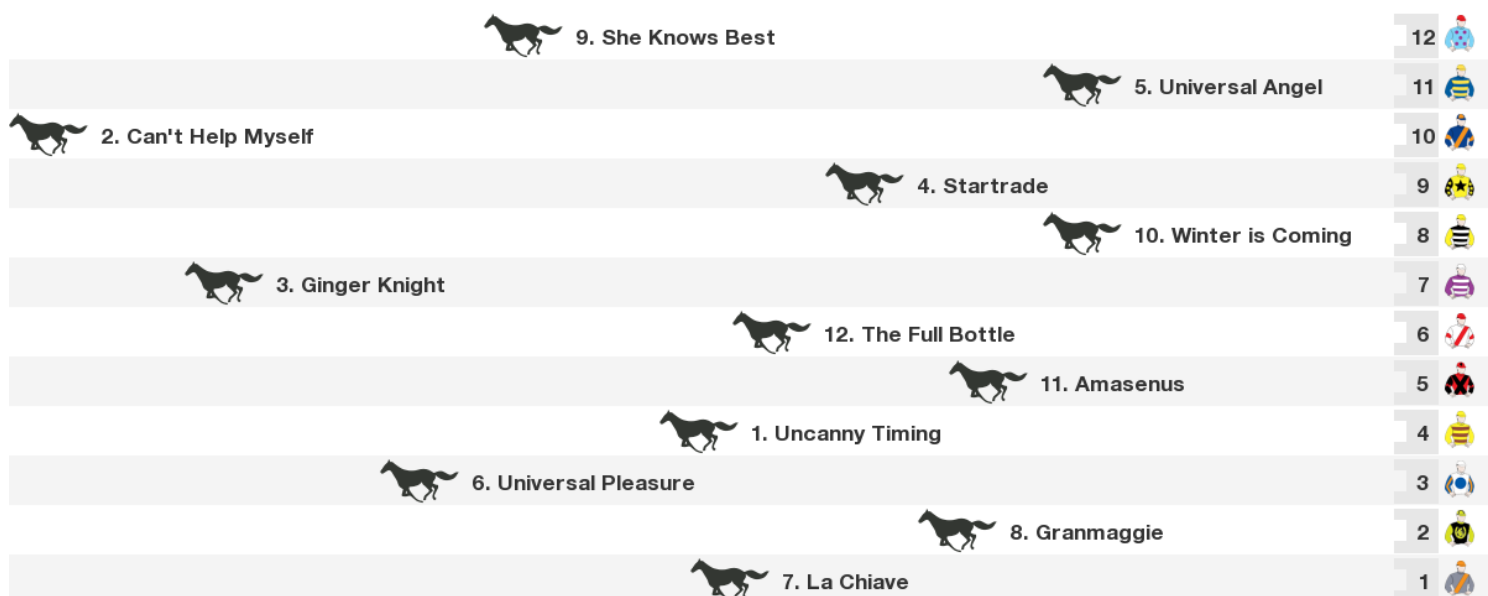 9. She Knows Best 12
5. Universal Angel 11
2. Can't Help Myself 10
4. Startrade 9
10. Winter is Coming 8
3. Ginger Knight 7
12. The Full Bottle 6
11. Amasenus 5
1. Uncanny Timing 4
6. Universal Pleasure 3
8. Granmaggie 2
7. La Chiave 1